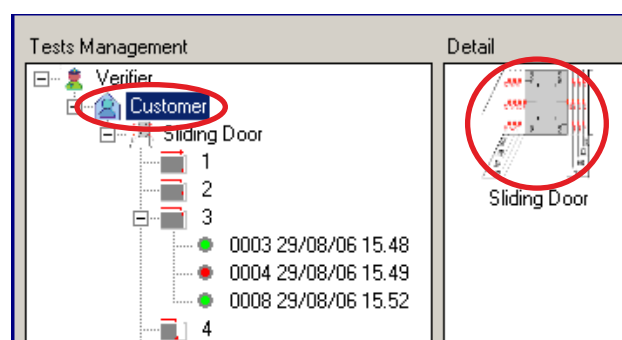 Tests Management
Detail
Verifier
Customer
Sliding Door
1
2
3
0003 29/08/06 15.48
0004 29/08/06 15.49
0008 29/08/06 15.52
4
Sliding Door